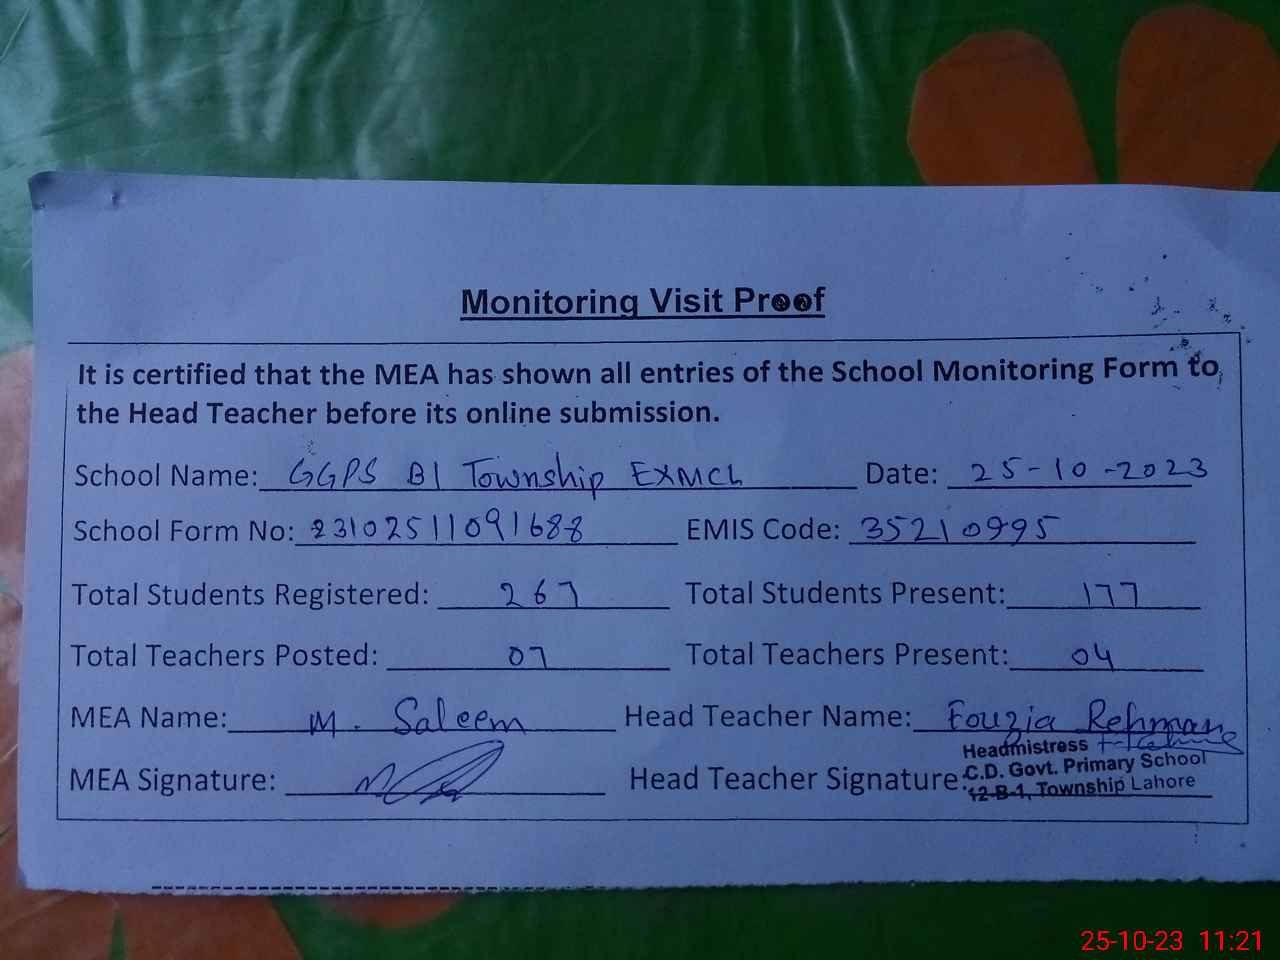 Monitoring Visit Proof
It is certified that the MEA has shown all entries of the School Monitoring Form to
the Head Teacher before its online submission.
School Name: GGPS B1 Township EXMCL Date: 25-10-2023
School Form No: 23102511091688 EMIS Code: 35210995
Total Students Registered: 267 Total Students Present: 177
Total Teachers Posted: 07 Total Teachers Present: 04
MEA Name: M. Saleem Head Teacher Name: Fouzia Rehman
MEA Signature: Head Teacher Signature:
Headmistress
C.D. Govt. Primary School
12-B-1, Township Lahore
25-10-23 11:21